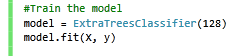 #Train the model
model = ExtraTreesClassifier(128)
model.fit(X, y)